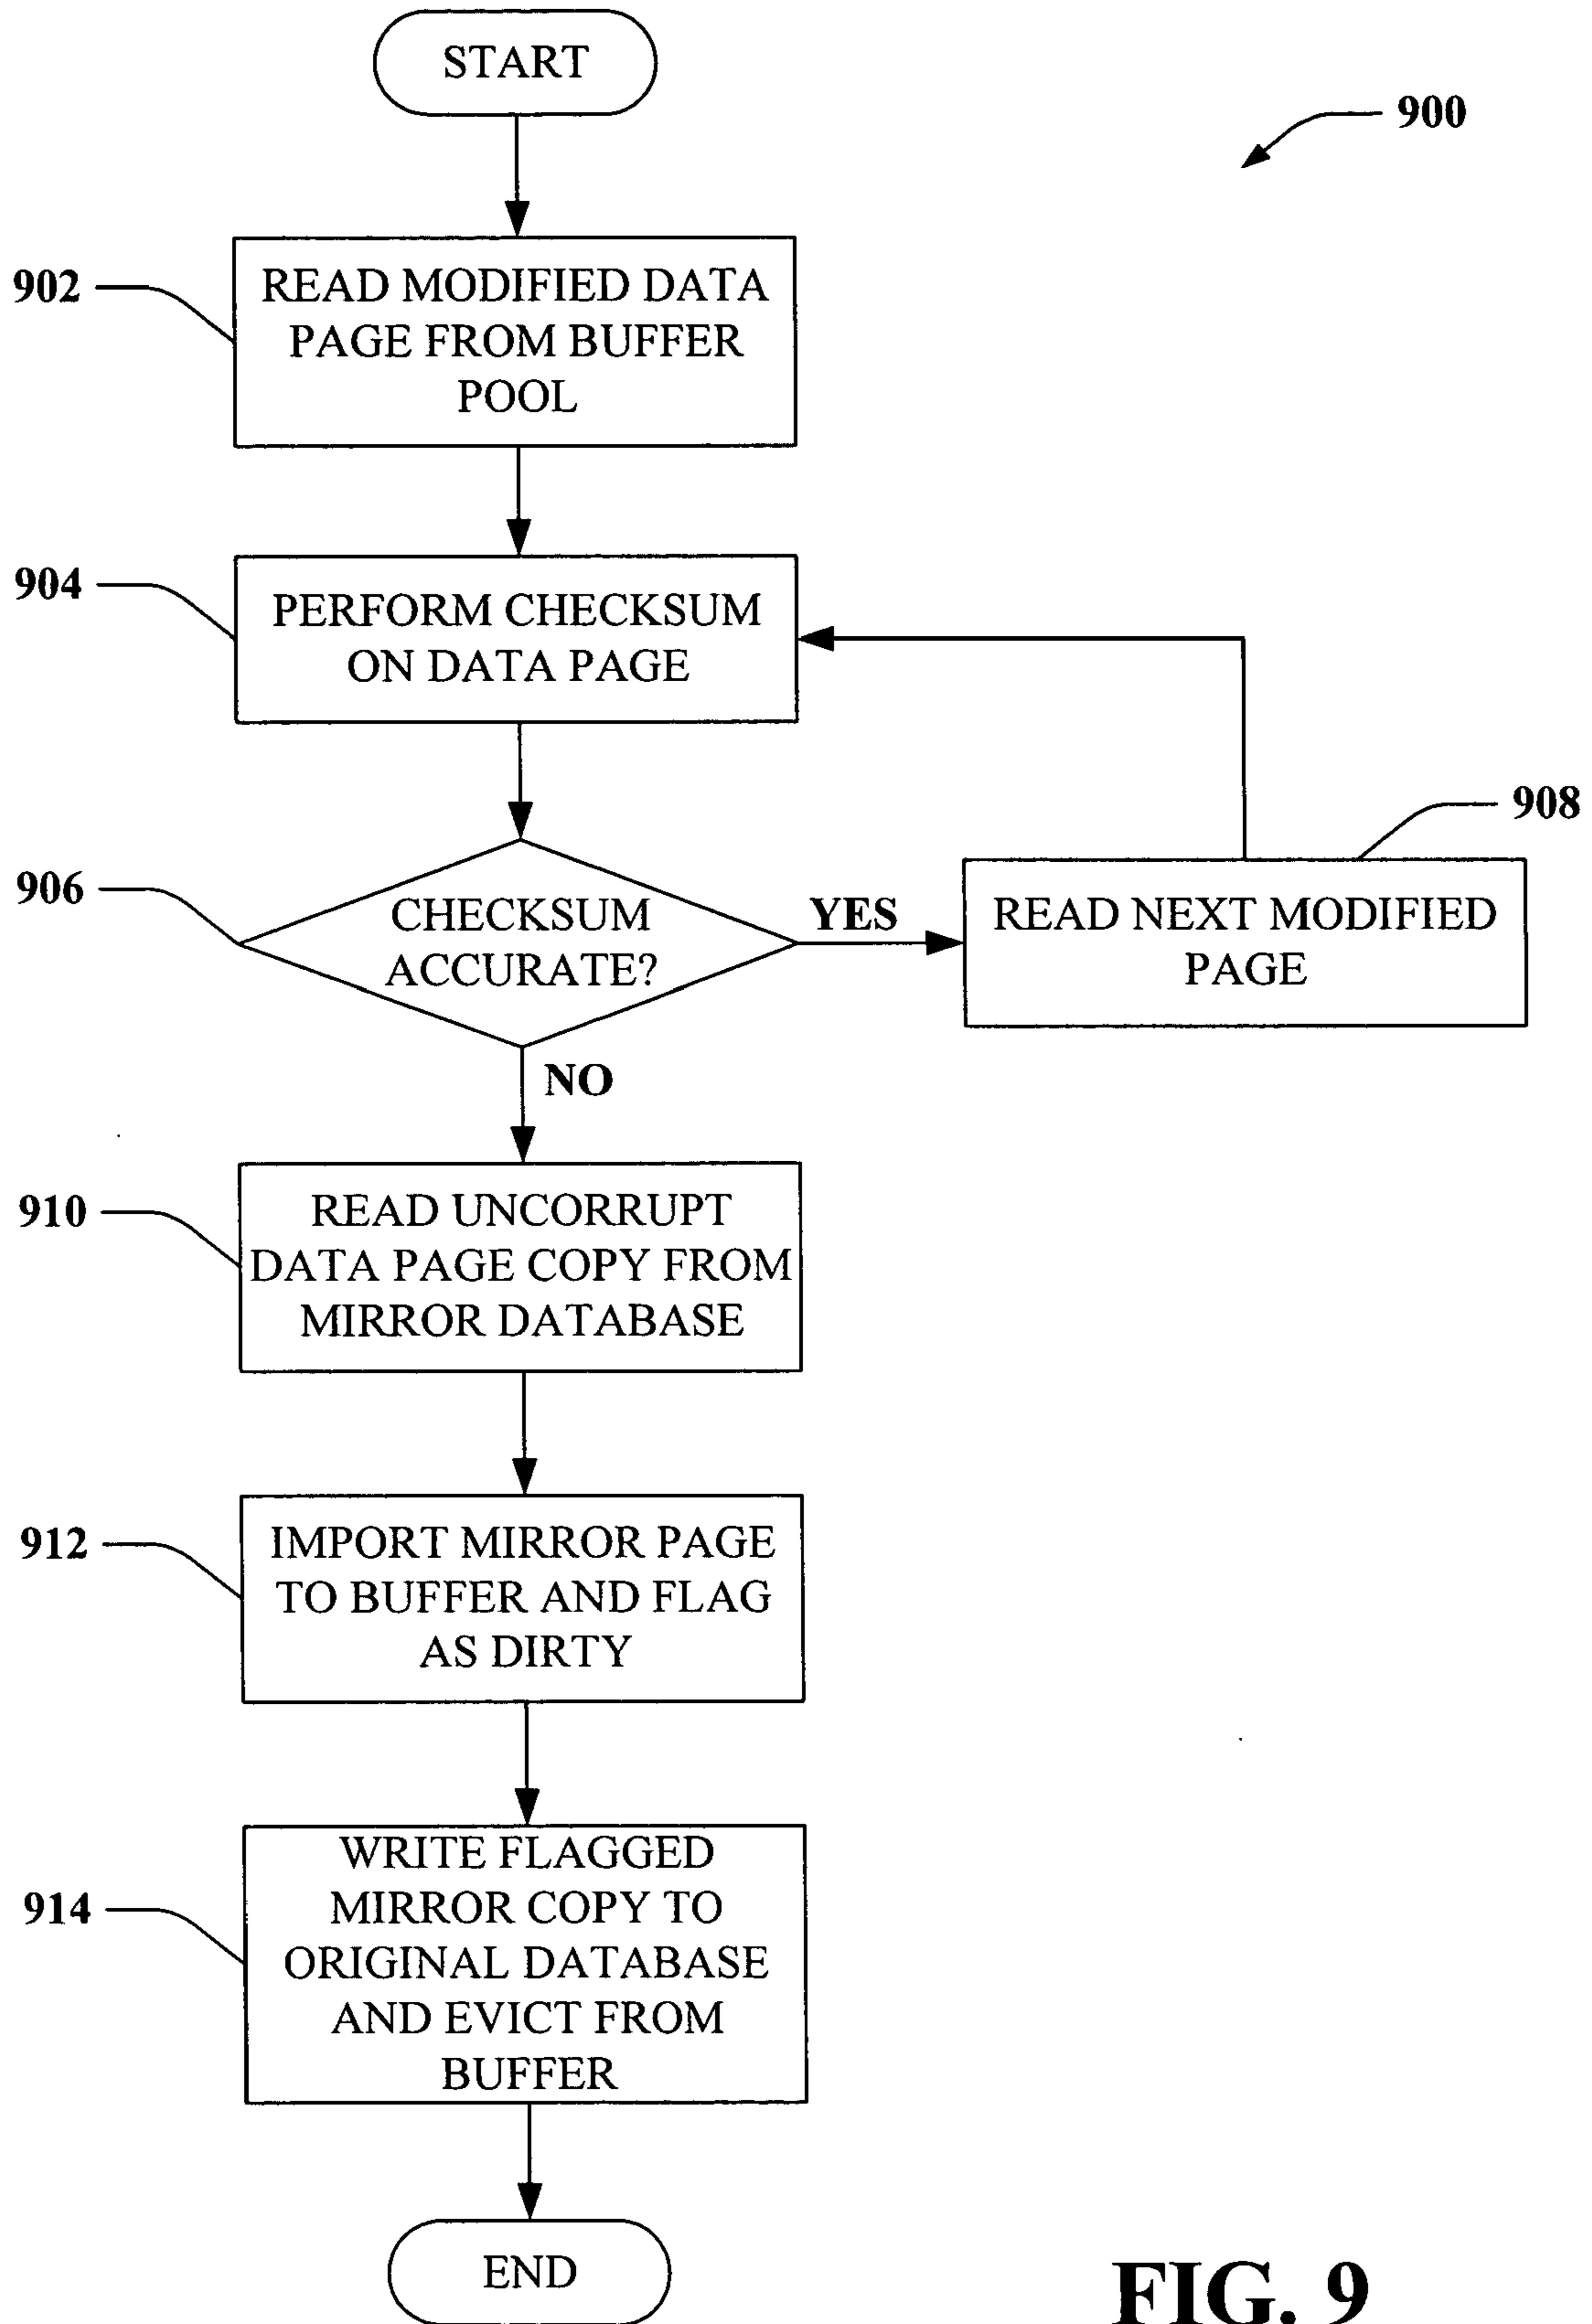 START
900
902
READ MODIFIED DATA
PAGE FROM BUFFER
POOL
904
PERFORM CHECKSUM
ON DATA PAGE
906
CHECKSUM
ACCURATE?
YES
908
READ NEXT MODIFIED
PAGE
NO
910
READ UNCORRUPT
DATA PAGE COPY FROM
MIRROR DATABASE
912
IMPORT MIRROR PAGE
TO BUFFER AND FLAG
AS DIRTY
914
WRITE FLAGGED
MIRROR COPY TO
ORIGINAL DATABASE
AND EVICT FROM
BUFFER
END
FIG. 9